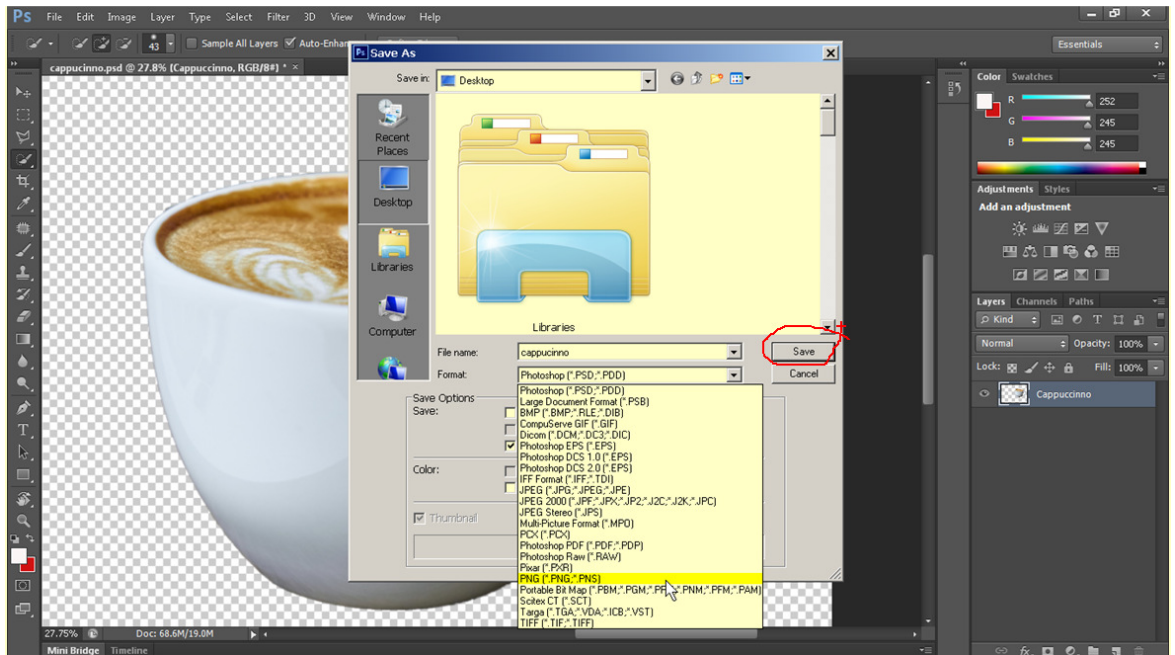 Ps File Edit Image Layer Type Select Filter 3D View Window Help
43 Sample All Layers Auto-Enhan
Essentials
cappucinno.psd @ 27.8% (Cappuccinno, RGB/8#) * ×
Save As
Save in: Desktop
Recent
Places
Desktop
Libraries
Computer
Libraries
File name: cappucinno
Save
Format: Photoshop (*.PSD;*.PDD)
Cancel
Photoshop (*.PSD;*.PDD)
Large Document Format (*.PSB)
BMP (*.BMP;*.RLE;*.DIB)
CompuServe GIF (*.GIF)
Dicom (*.DCM;*.DC3;*.DIC)
Photoshop EPS (*.EPS)
Photoshop DCS 1.0 (*.EPS)
Photoshop DCS 2.0 (*.EPS)
IFF Format (*.IFF;*.TDI)
JPEG (*.JPG;*.JPEG;*.JPE)
JPEG 2000 (*.JPF;*.JPX;*.JP2;*.J2C;*.J2K;*.JPC)
JPEG Stereo (*.JPS)
Multi-Picture Format (*.MPO)
PCX (*.PCX)
Photoshop PDF (*.PDF;*.PDP)
Photoshop Raw (*.RAW)
Pixar (*.PXR)
PNG (*.PNG;*.PNS)
Portable Bit Map (*.PBM;*.PGM;*.PNM;*.PFM;*.PAM)
Scitex CT (*.SCT)
Targa (*.TGA;*.VDA;*.ICB;*.VST)
TIFF (*.TIF;*.TIFF)
Save Options
Save:
Color:
Thumbnail
Color Swatches
R 252
G 245
B 245
Adjustments Styles
Add an adjustment
Layers Channels Paths
Kind
Normal Opacity: 100%
Lock: Fill: 100%
Cappuccinno
27.75% Doc: 68.6M/19.0M
Mini Bridge Timeline